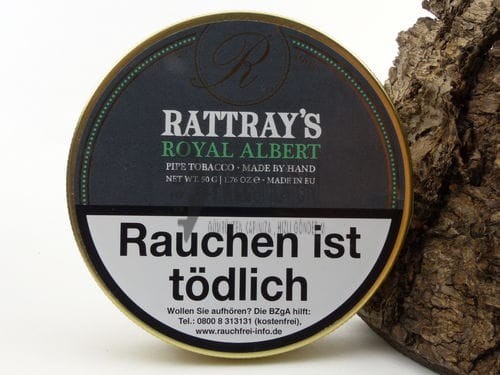 R
RATTRAY'S
ROYAL ALBERT
PIPE TOBACCO · MADE BY HAND
NET WT. 50 G | 1.76 OZ ℮ · MADE IN EU
Rauchen ist
tödlich
Wollen Sie aufhören? Die BZgA hilft:
Tel.: 0800 8 313131 (kostenfrei),
www.rauchfrei-info.de